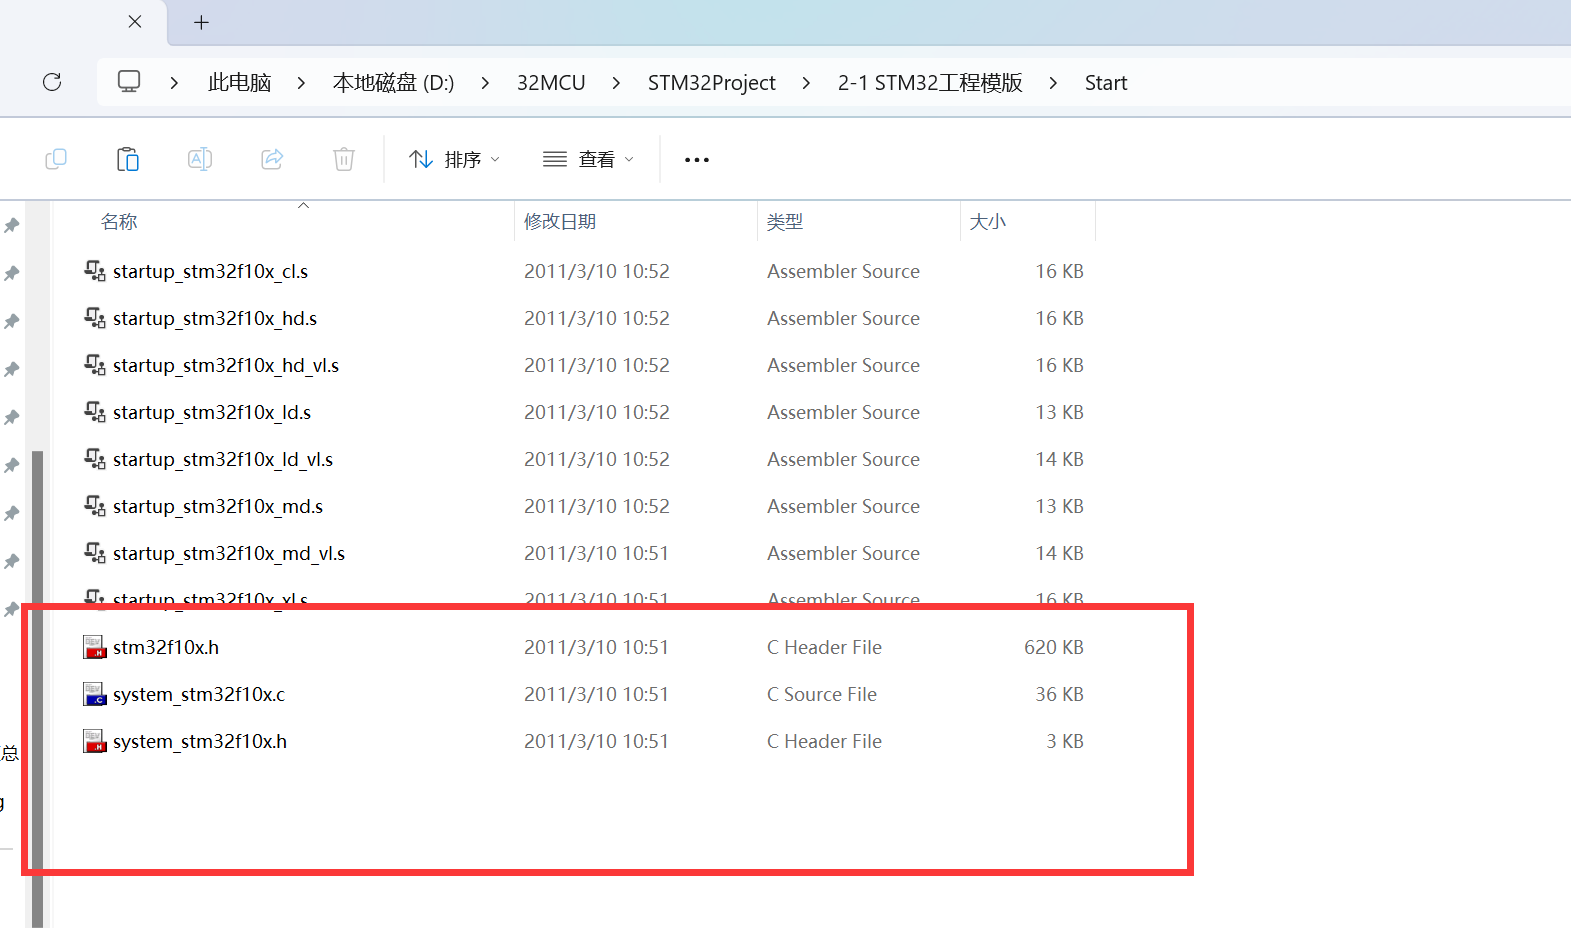 此电脑 本地磁盘 (D:) 32MCU STM32Project 2-1 STM32工程模版 Start
排序 查看
名称 修改日期 类型 大小
startup_stm32f10x_cl.s 2011/3/10 10:52 Assembler Source 16 KB
startup_stm32f10x_hd.s 2011/3/10 10:52 Assembler Source 16 KB
startup_stm32f10x_hd_vl.s 2011/3/10 10:52 Assembler Source 16 KB
startup_stm32f10x_ld.s 2011/3/10 10:52 Assembler Source 13 KB
startup_stm32f10x_ld_vl.s 2011/3/10 10:52 Assembler Source 14 KB
startup_stm32f10x_md.s 2011/3/10 10:52 Assembler Source 13 KB
startup_stm32f10x_md_vl.s 2011/3/10 10:51 Assembler Source 14 KB
startup_stm32f10x_xl.s 2011/3/10 10:51 Assembler Source 16 KB
stm32f10x.h 2011/3/10 10:51 C Header File 620 KB
system_stm32f10x.c 2011/3/10 10:51 C Source File 36 KB
system_stm32f10x.h 2011/3/10 10:51 C Header File 3 KB
总
g